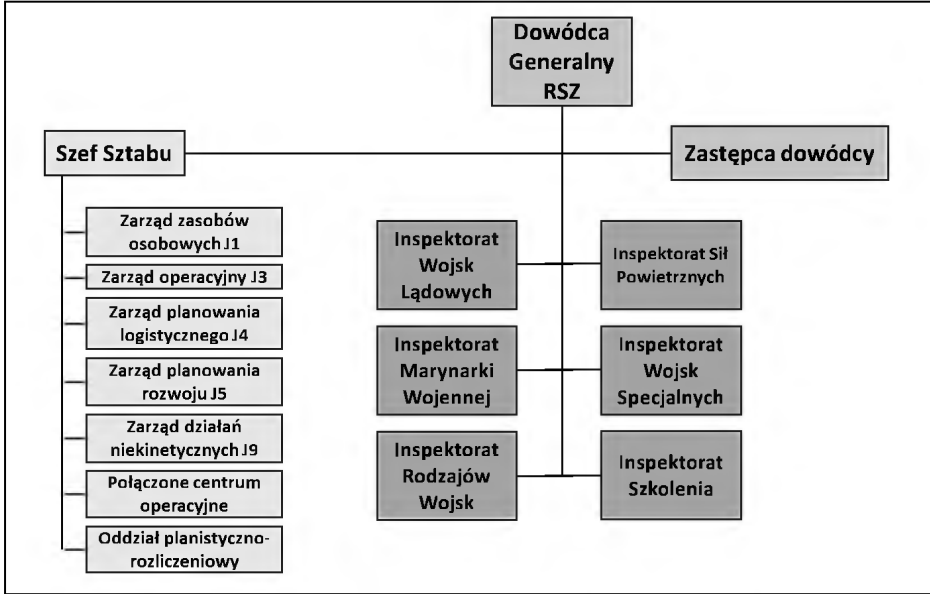 Dowódca
Generalny
RSZ
Szef Sztabu
Zastępca dowódcy
Zarząd zasobów
osobowych J1
Zarząd operacyjny J3
Zarząd planowania
logistycznego J4
Zarząd planowania
rozwoju J5
Zarząd działań
niekinetycznych J9
Połączone centrum
operacyjne
Oddział planistyczno-
rozliczeniowy
Inspektorat
Wojsk
Lądowych
Inspektorat Sił
Powietrznych
Inspektorat
Marynarki
Wojennej
Inspektorat
Wojsk
Specjalnych
Inspektorat
Rodzajów
Wojsk
Inspektorat
Szkolenia